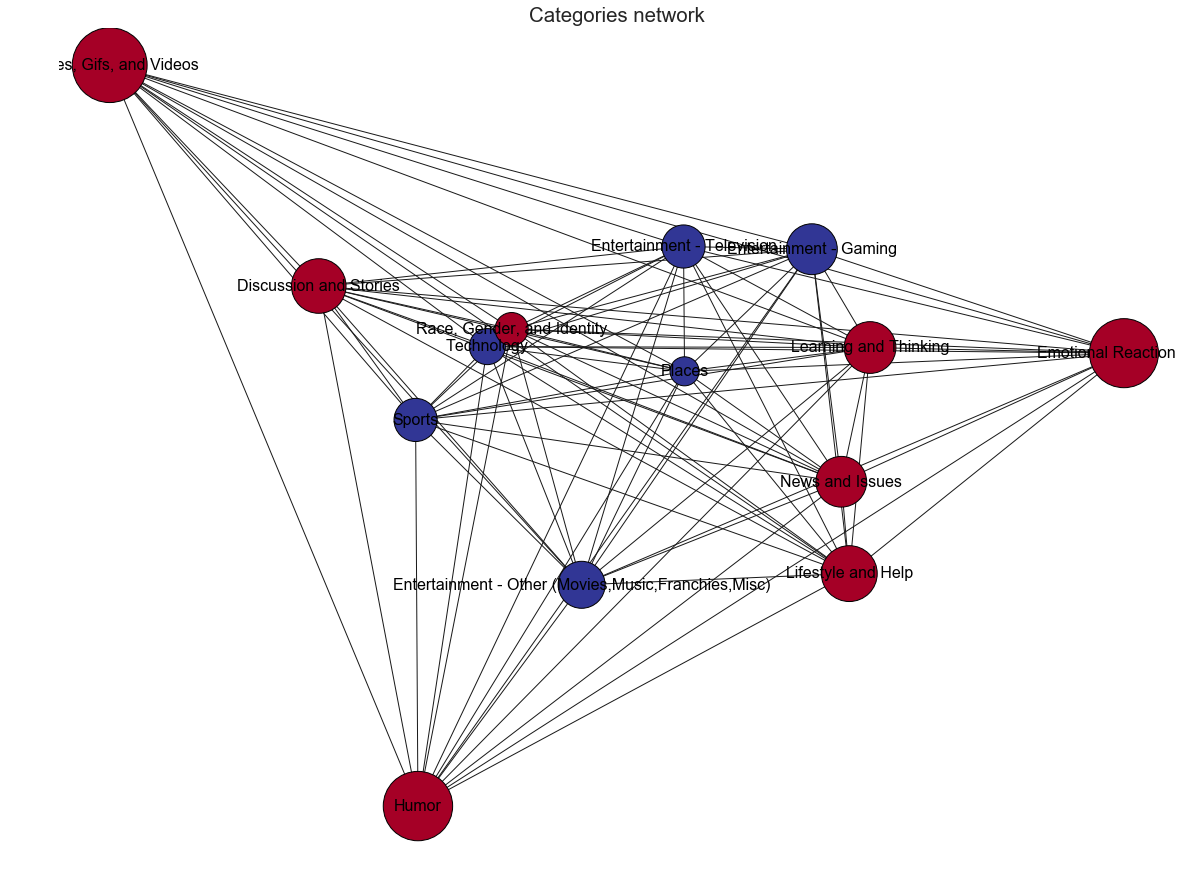 Categories network
es, Gifs, and Videos
Entertainment - Television
Entertainment - Gaming
Discussion and Stories
Race, Gender, and Identity
Technology
Learning and Thinking
Emotional Reaction
Places
Sports
News and Issues
Lifestyle and Help
Entertainment - Other (Movies,Music,Franchies,Misc)
Humor